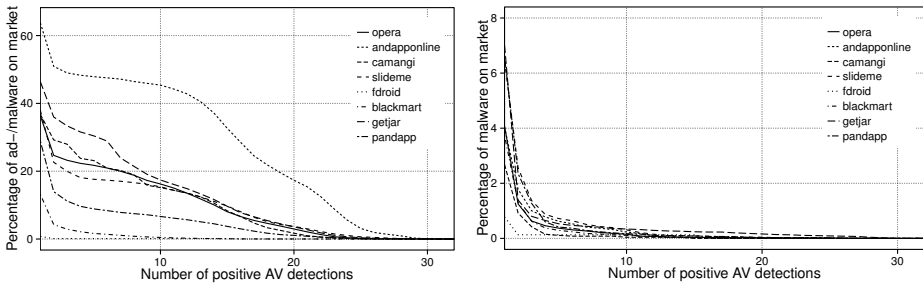 Percentage of ad−/malware on market
60
40
20
0
10
20
30
Number of positive AV detections
opera
andapponline
camangi
slideme
fdroid
blackmart
getjar
pandapp
Percentage of malware on market
8
6
4
2
0
10
20
30
Number of positive AV detections
opera
andapponline
camangi
slideme
fdroid
blackmart
getjar
pandapp